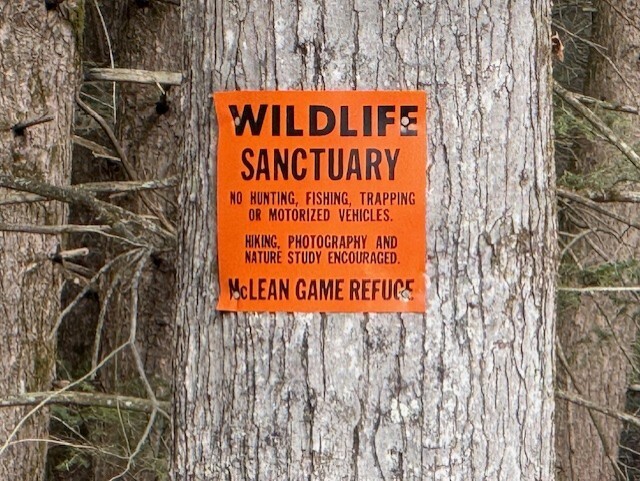 WILDLIFE
SANCTUARY
NO HUNTING, FISHING, TRAPPING
OR MOTORIZED VEHICLES.
HIKING, PHOTOGRAPHY AND
NATURE STUDY ENCOURAGED.
McLEAN GAME REFUGE